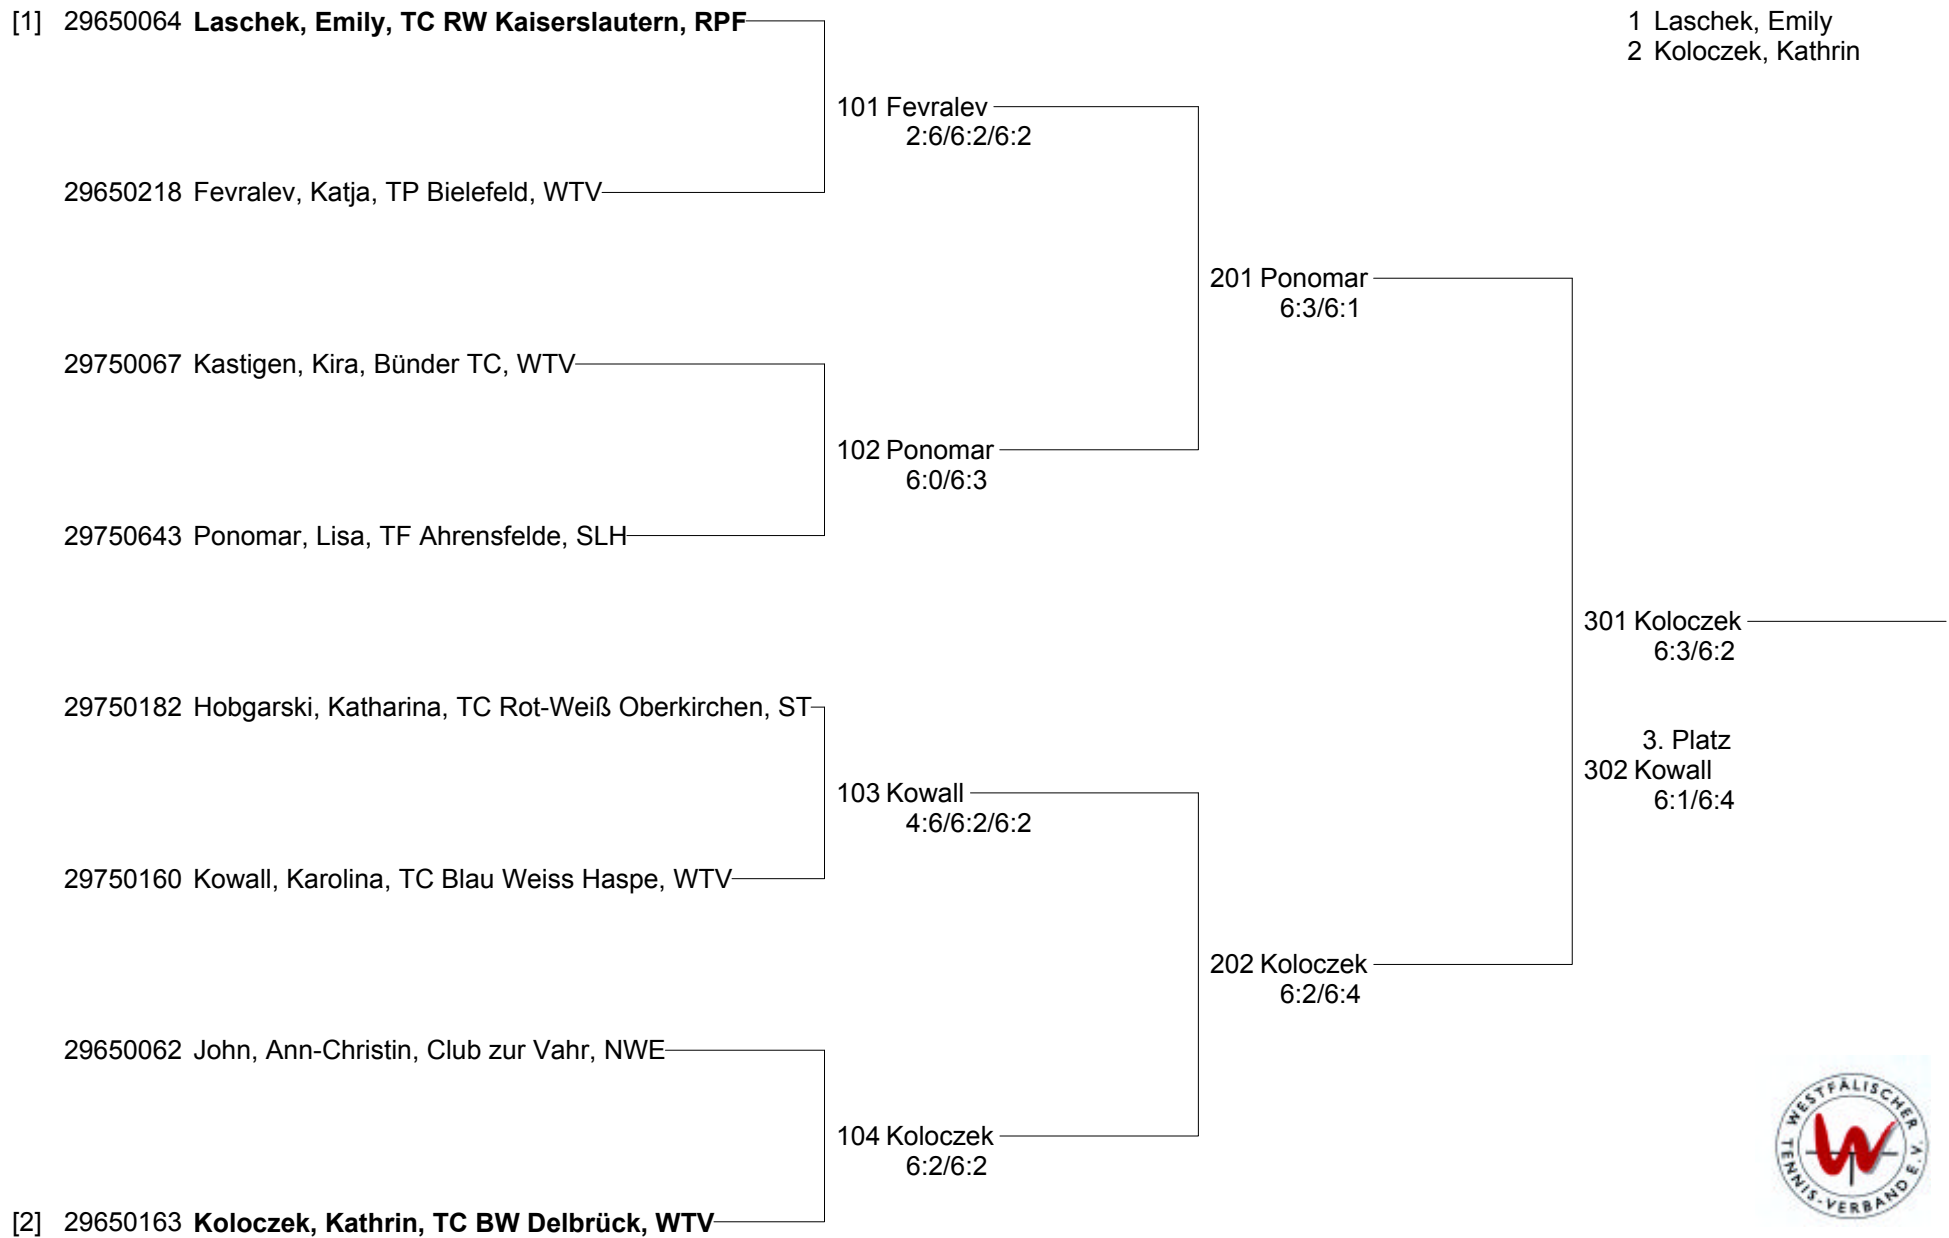 [1] 29650064 Laschek, Emily, TC RW Kaiserslautern, RPF
1 Laschek, Emily
2 Koloczek, Kathrin
101 Fevralev
2:6/6:2/6:2
29650218 Fevralev, Katja, TP Bielefeld, WTV
201 Ponomar
6:3/6:1
29750067 Kastigen, Kira, Bünder TC, WTV
102 Ponomar
6:0/6:3
29750643 Ponomar, Lisa, TF Ahrensfelde, SLH
301 Koloczek
6:3/6:2
29750182 Hobgarski, Katharina, TC Rot-Weiß Oberkirchen, ST
3. Platz
302 Kowall
6:1/6:4
103 Kowall
4:6/6:2/6:2
29750160 Kowall, Karolina, TC Blau Weiss Haspe, WTV
202 Koloczek
6:2/6:4
29650062 John, Ann-Christin, Club zur Vahr, NWE
104 Koloczek
6:2/6:2
[2] 29650163 Koloczek, Kathrin, TC BW Delbrück, WTV
WESTFÄLISCHER
TENNIS-VERBAND E.V.